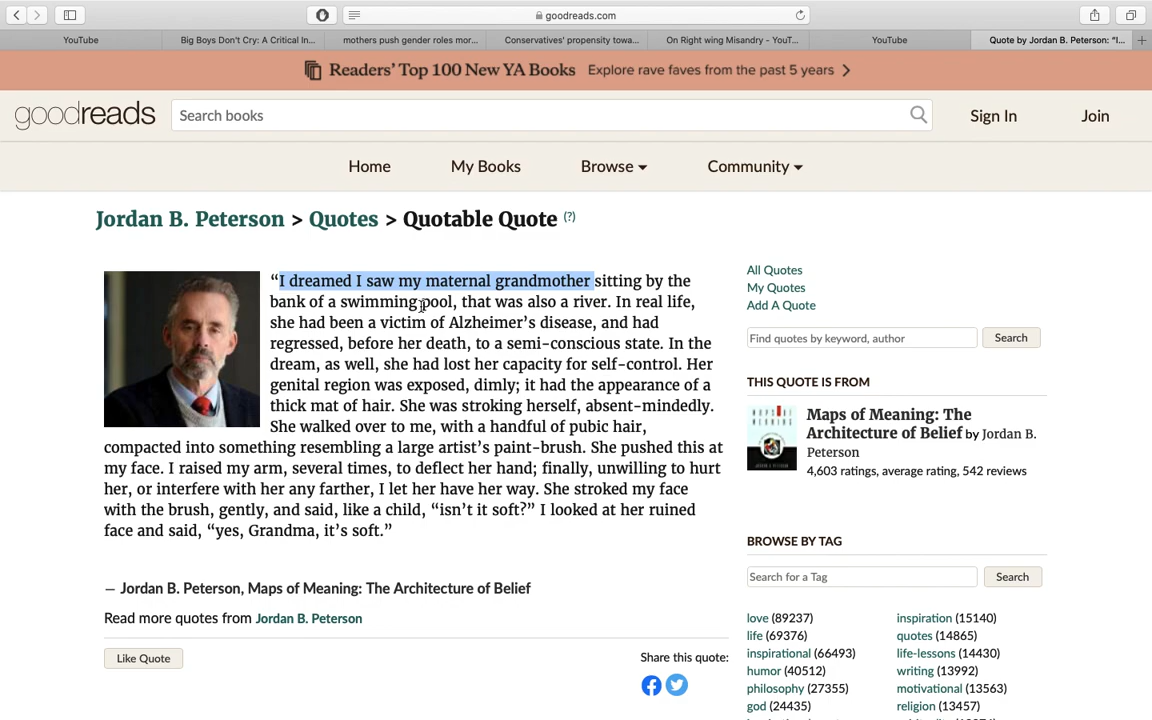 goodreads.com
YouTube
Big Boys Don't Cry: A Critical In...
mothers push gender roles mor...
Conservatives' propensity towa...
On Right wing Misandry - YouT...
YouTube
Quote by Jordan B. Peterson: “I...
Readers' Top 100 New YA Books Explore rave faves from the past 5 years
goodreads
Search books
Sign In
Join
Home
My Books
Browse
Community
Jordan B. Peterson > Quotes > Quotable Quote (?)
“I dreamed I saw my maternal grandmother sitting by the
bank of a swimming pool, that was also a river. In real life,
she had been a victim of Alzheimer’s disease, and had
regressed, before her death, to a semi-conscious state. In the
dream, as well, she had lost her capacity for self-control. Her
genital region was exposed, dimly; it had the appearance of a
thick mat of hair. She was stroking herself, absent-mindedly.
She walked over to me, with a handful of pubic hair,
compacted into something resembling a large artist’s paint-brush. She pushed this at
my face. I raised my arm, several times, to deflect her hand; finally, unwilling to hurt
her, or interfere with her any farther, I let her have her way. She stroked my face
with the brush, gently, and said, like a child, “isn’t it soft?” I looked at her ruined
face and said, “yes, Grandma, it’s soft.”
― Jordan B. Peterson, Maps of Meaning: The Architecture of Belief
Read more quotes from Jordan B. Peterson
Like Quote
Share this quote:
All Quotes
My Quotes
Add A Quote
Find quotes by keyword, author
Search
THIS QUOTE IS FROM
MAPS OF
MEANING
Maps of Meaning: The
Architecture of Belief by Jordan B.
Peterson
4,603 ratings, average rating, 542 reviews
BROWSE BY TAG
Search for a Tag
Search
love (89237)
life (69376)
inspirational (66493)
humor (40512)
philosophy (27355)
god (24435)
inspiration (15140)
quotes (14865)
life-lessons (14430)
writing (13992)
motivational (13563)
religion (13457)